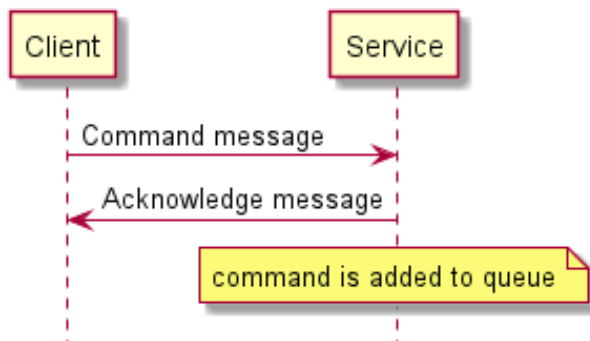 Client
Service
Command message
Acknowledge message
command is added to queue